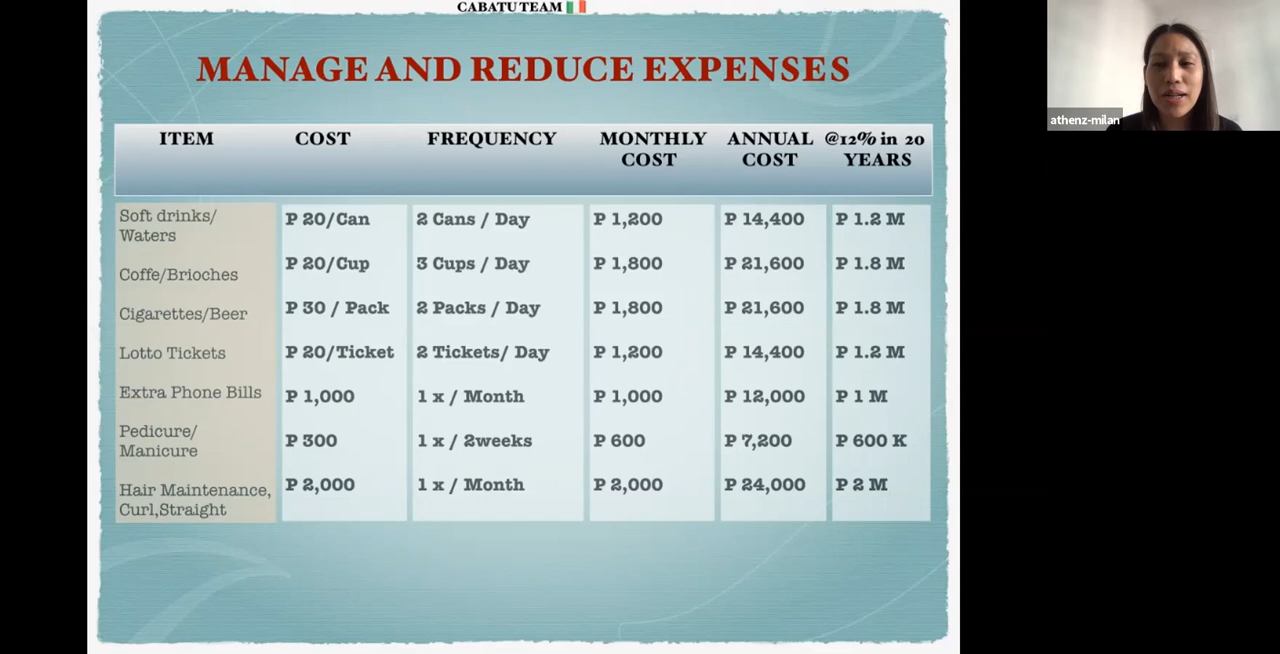 CABATU TEAM
MANAGE AND REDUCE EXPENSES
ITEM COST FREQUENCY MONTHLY COST ANNUAL COST @12% in 20 YEARS
Soft drinks/ Waters P 20/Can 2 Cans / Day P 1,200 P 14,400 P 1.2 M
Coffe/Brioches P 20/Cup 3 Cups / Day P 1,800 P 21,600 P 1.8 M
Cigarettes/Beer P 30 / Pack 2 Packs / Day P 1,800 P 21,600 P 1.8 M
Lotto Tickets P 20/Ticket 2 Tickets/ Day P 1,200 P 14,400 P 1.2 M
Extra Phone Bills P 1,000 1 x / Month P 1,000 P 12,000 P 1 M
Pedicure/ Manicure P 300 1 x / 2weeks P 600 P 7,200 P 600 K
Hair Maintenance, Curl,Straight P 2,000 1 x / Month P 2,000 P 24,000 P 2 M
athenz-milan